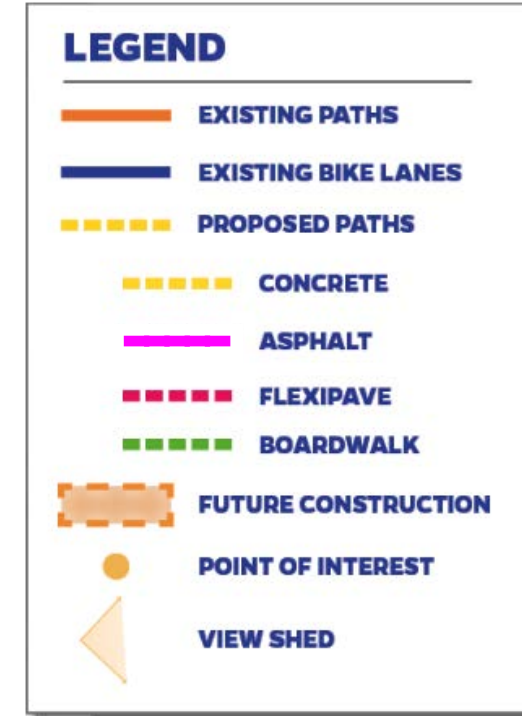 LEGEND
EXISTING PATHS
EXISTING BIKE LANES
PROPOSED PATHS
CONCRETE
ASPHALT
FLEXIPAVE
BOARDWALK
FUTURE CONSTRUCTION
POINT OF INTEREST
VIEW SHED